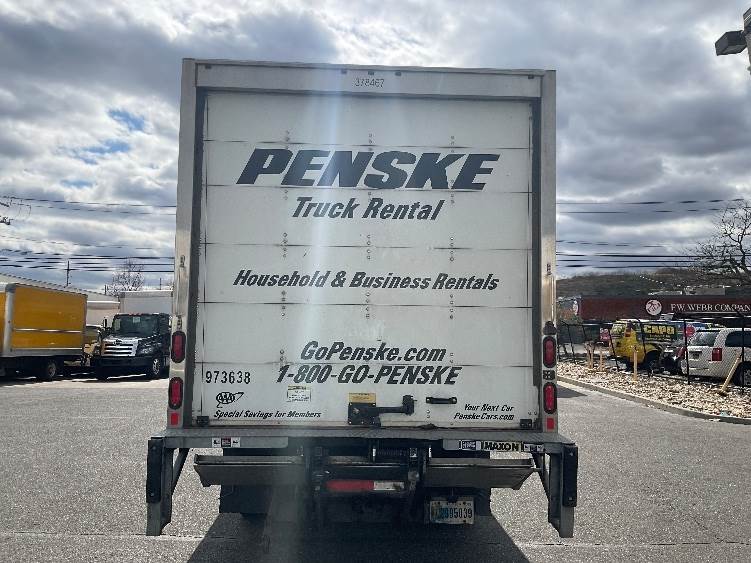 378467
PENSKE
Truck Rental
Household & Business Rentals
GoPenske.com
973638 1-800-GO-PENSKE
AAA
Special Savings for Members
Your Next Car
PenskeCars.com
MAXON
F.W. WEBB COMPANY
CAPO